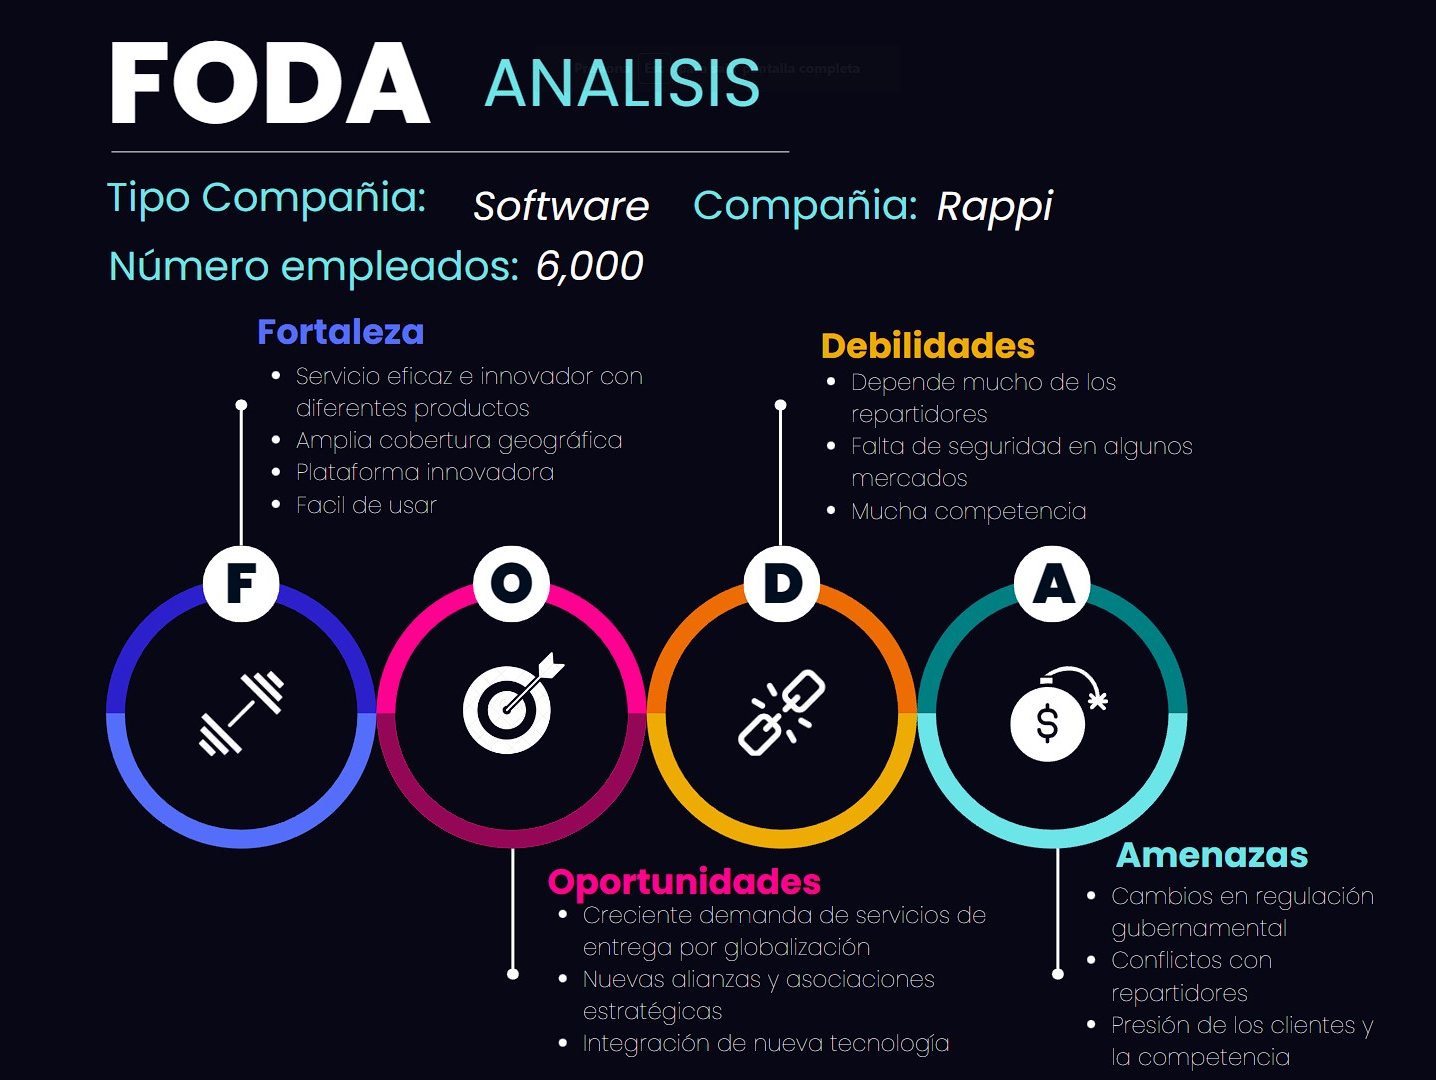 FODA ANALISIS
pantalla completa
Tipo Compañia: Software Compañia: Rappi
Número empleados: 6,000
Fortaleza
• Servicio eficaz e innovador con
diferentes productos
• Amplia cobertura geográfica
• Plataforma innovadora
• Facil de usar
Debilidades
• Depende mucho de los
repartidores
• Falta de seguridad en algunos
mercados
• Mucha competencia
F O D A
$
Oportunidades
• Creciente demanda de servicios de
entrega por globalización
• Nuevas alianzas y asociaciones
estratégicas
• Integración de nueva tecnología
Amenazas
• Cambios en regulación
gubernamental
• Conflictos con
repartidores
• Presión de los clientes y
la competencia